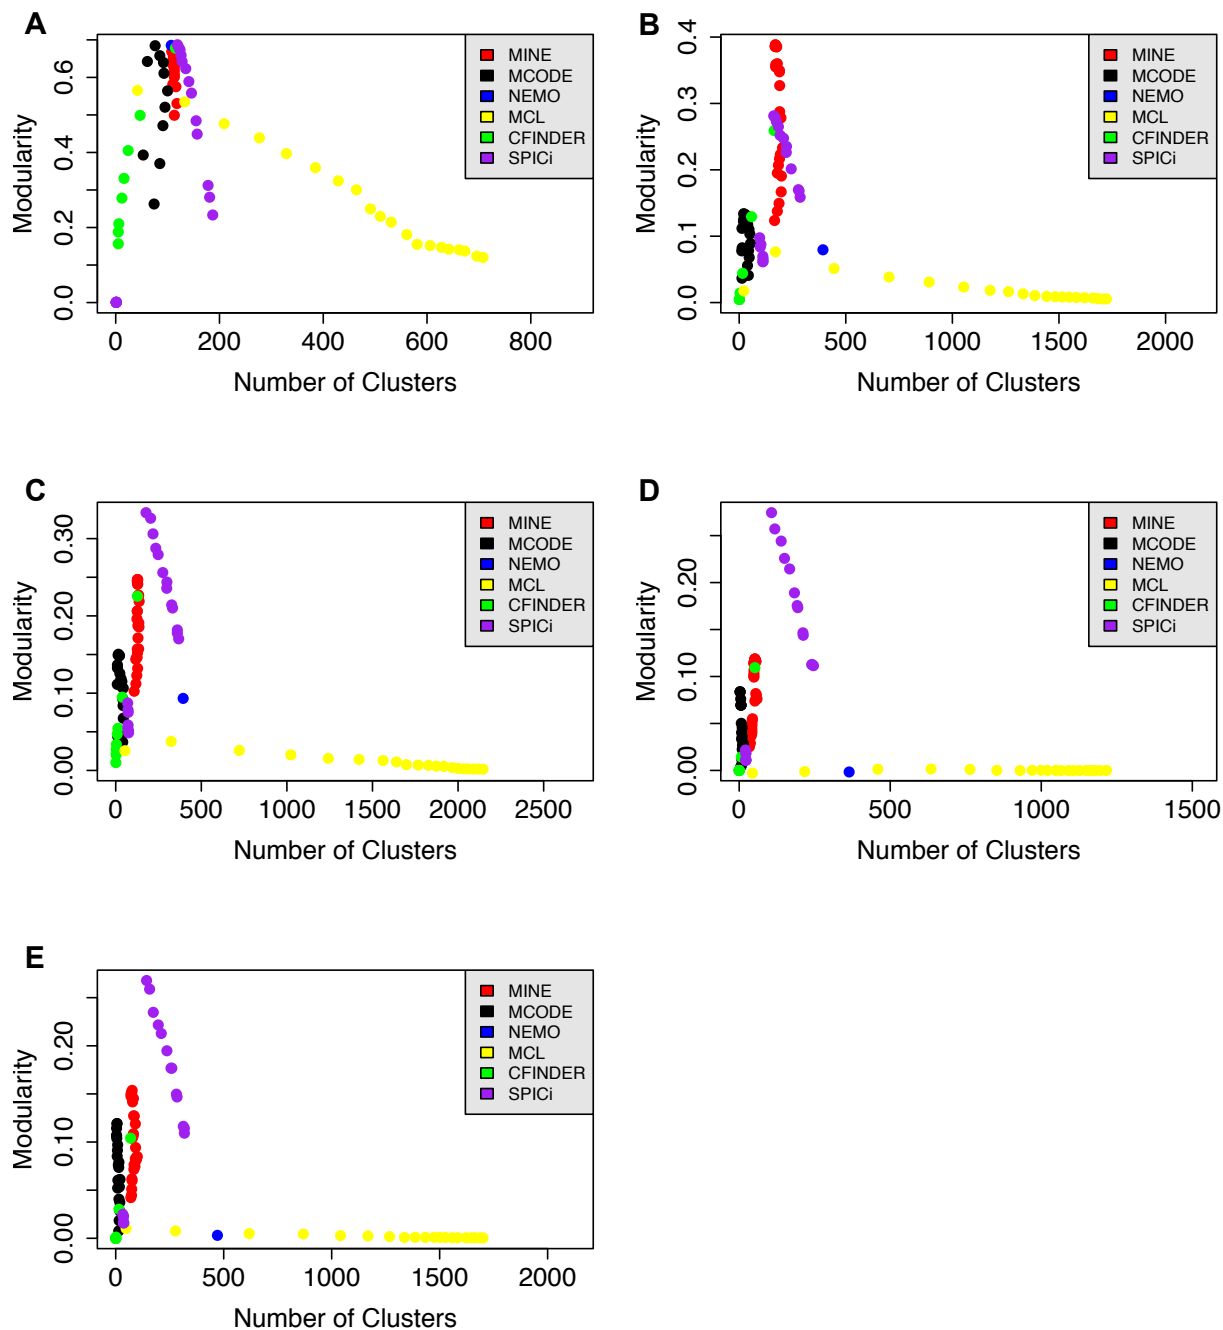 A
Modularity
0.0 0.2 0.4 0.6
MINE
MCODE
NEMO
MCL
CFINDER
SPICi
0 200 400 600 800
Number of Clusters
B
Modularity
0.0 0.1 0.2 0.3 0.4
MINE
MCODE
NEMO
MCL
CFINDER
SPICi
0 500 1000 1500 2000
Number of Clusters
C
Modularity
0.00 0.10 0.20 0.30
MINE
MCODE
NEMO
MCL
CFINDER
SPICi
0 500 1000 1500 2000 2500
Number of Clusters
D
Modularity
0.00 0.10 0.20
MINE
MCODE
NEMO
MCL
CFINDER
SPICi
0 500 1000 1500
Number of Clusters
E
Modularity
0.00 0.10 0.20
MINE
MCODE
NEMO
MCL
CFINDER
SPICi
0 500 1000 1500 2000
Number of Clusters